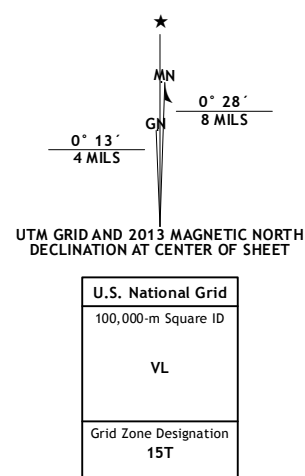 ★
MN
0° 28´
8 MILS
GN
0° 13´
4 MILS
UTM GRID AND 2013 MAGNETIC NORTH
DECLINATION AT CENTER OF SHEET
U.S. National Grid
100,000-m Square ID
VL
Grid Zone Designation
15T